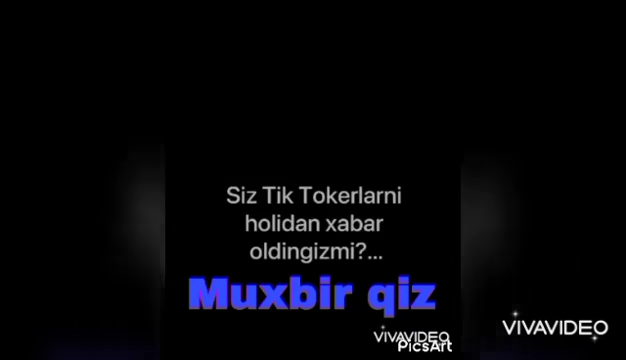 Siz Tik Tokerlarni
holidan xabar
oldingizmi?...
Muxbir qiz
VIVAVIDEO
PicsArt
VIVAVIDEO